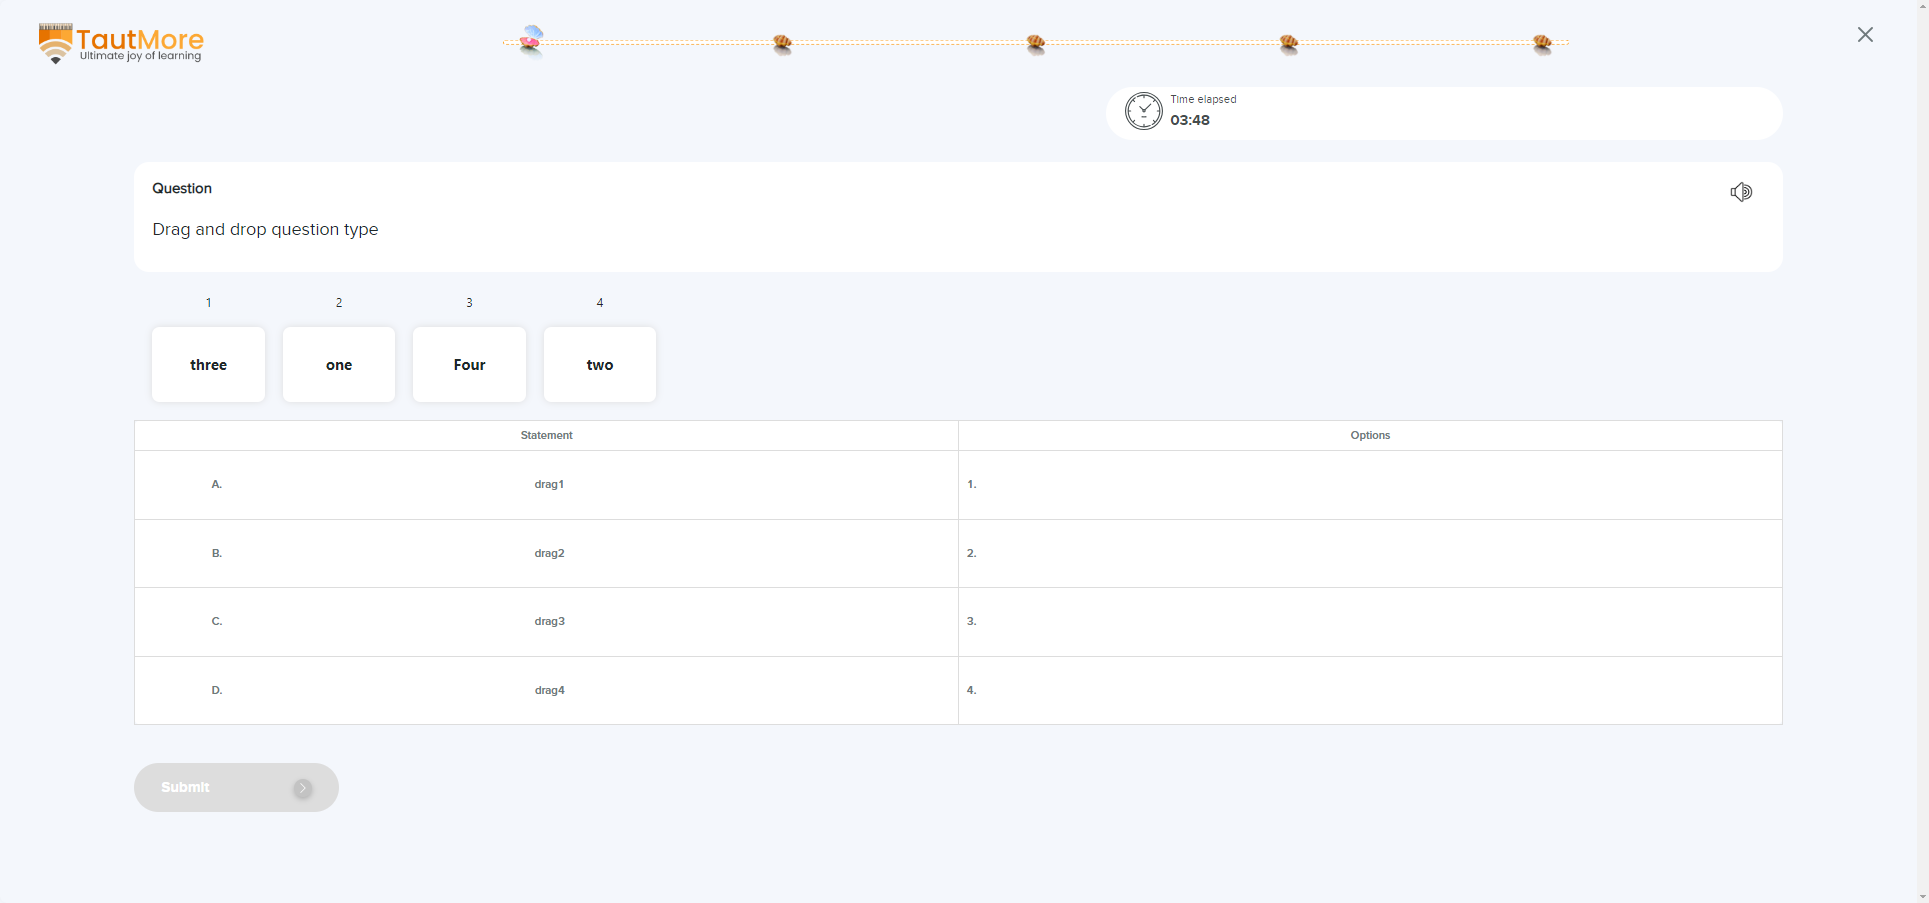 TautMore
Ultimate joy of learning
Time elapsed
03:48
Question
Drag and drop question type
1 2 3 4
three one Four two
Statement Options
A. drag1 1.
B. drag2 2.
C. drag3 3.
D. drag4 4.
Submit